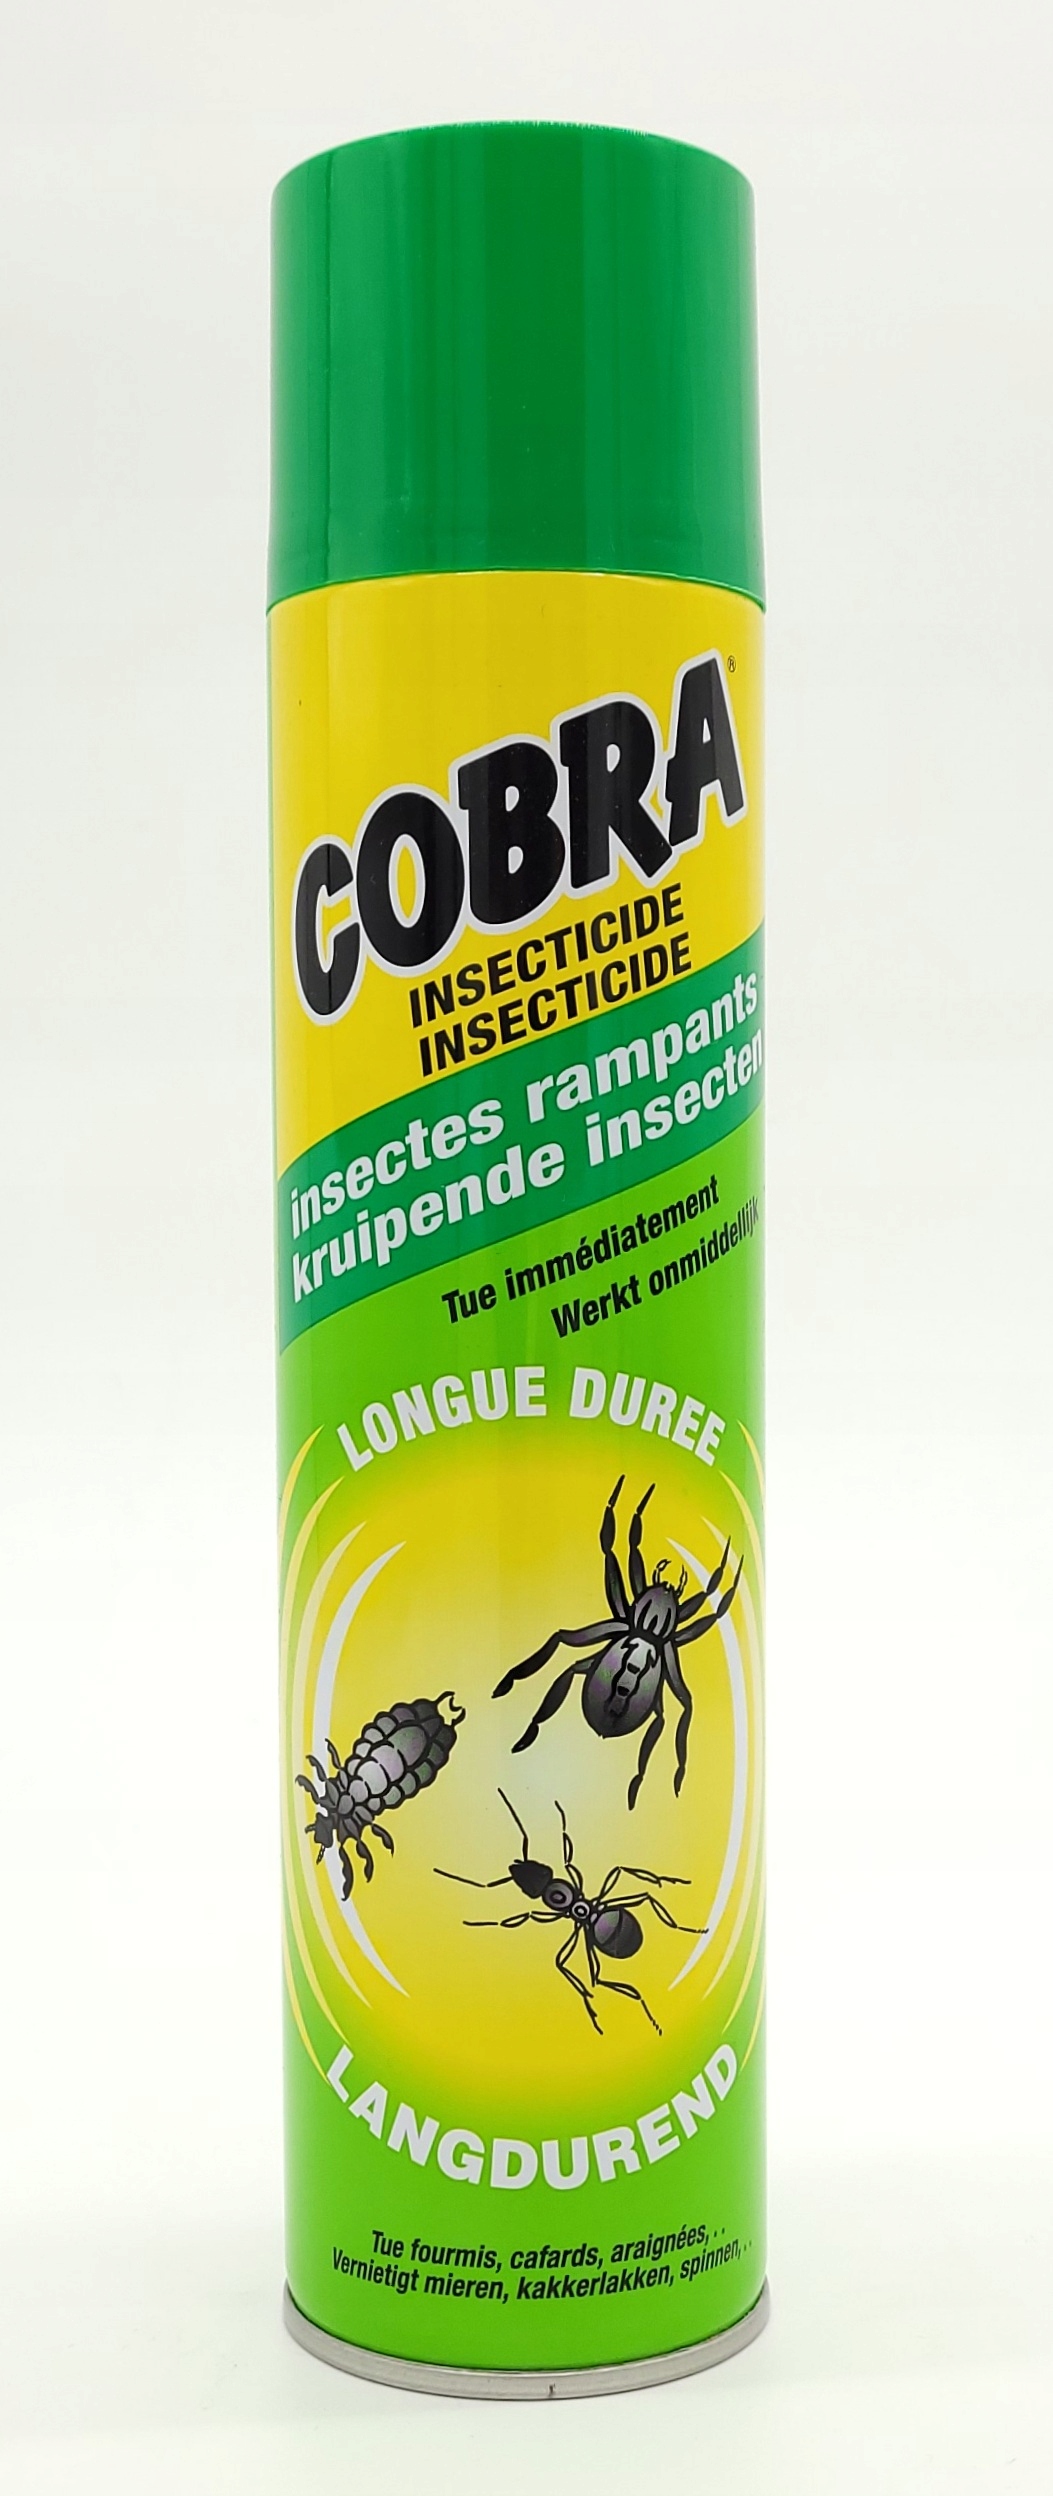 COBRA®
INSECTICIDE
INSECTICIDE
insectes rampants
kruipende insecten
Tue immédiatement
Werkt onmiddellijk
LONGUE DUREE
LANGDUREND
Tue fourmis, cafards, araignées,..
Vernietigt mieren, kakkerlakken, spinnen,..